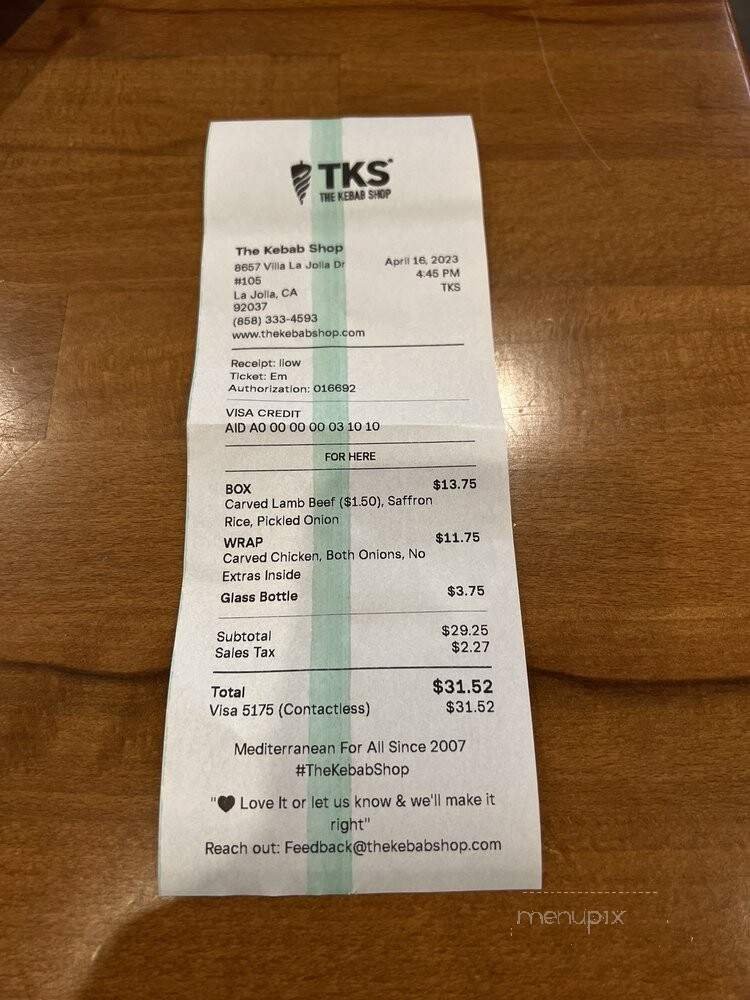 TKS
THE KEBAB SHOP
The Kebab Shop
8657 Villa La Jolla Dr
#105
La Jolla, CA
92037
(858) 333-4593
www.thekebabshop.com
April 16, 2023
4:45 PM
TKS
Receipt: Iiow
Ticket: Em
Authorization: 016692
VISA CREDIT
AID A0 00 00 00 03 10 10
FOR HERE
BOX $13.75
Carved Lamb Beef ($1.50), Saffron
Rice, Pickled Onion
WRAP $11.75
Carved Chicken, Both Onions, No
Extras Inside
Glass Bottle $3.75
Subtotal $29.25
Sales Tax $2.27
Total $31.52
Visa 5175 (Contactless) $31.52
Mediterranean For All Since 2007
#TheKebabShop
"🖤 Love It or let us know & we'll make it
right"
Reach out: Feedback@thekebabshop.com
menupix